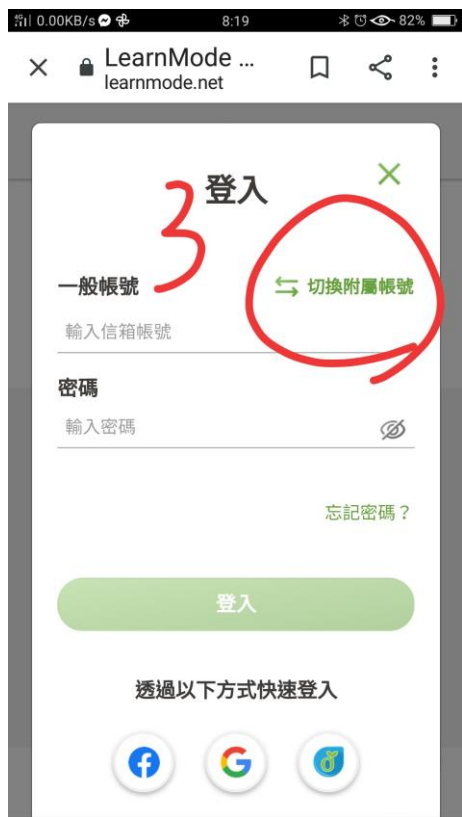 4G 0.00KB/s 8:19 82%
LearnMode ...
learnmode.net
登入
3
一般帳號 切換附屬帳號
輸入信箱帳號
密碼
輸入密碼
忘記密碼？
登入
透過以下方式快速登入